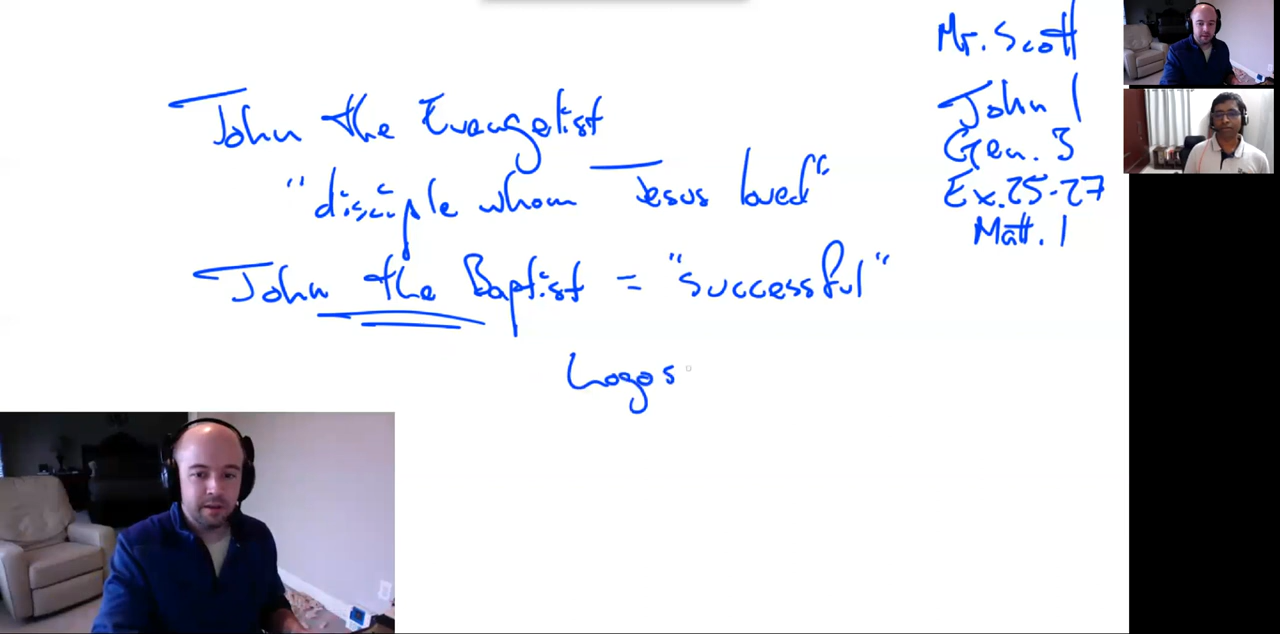 John the Evangelist
"disciple whom Jesus loved"
John the Baptist = "successful"
Logos
Mr. Scott
John 1
Gen. 3
Ex. 25-27
Matt. 1